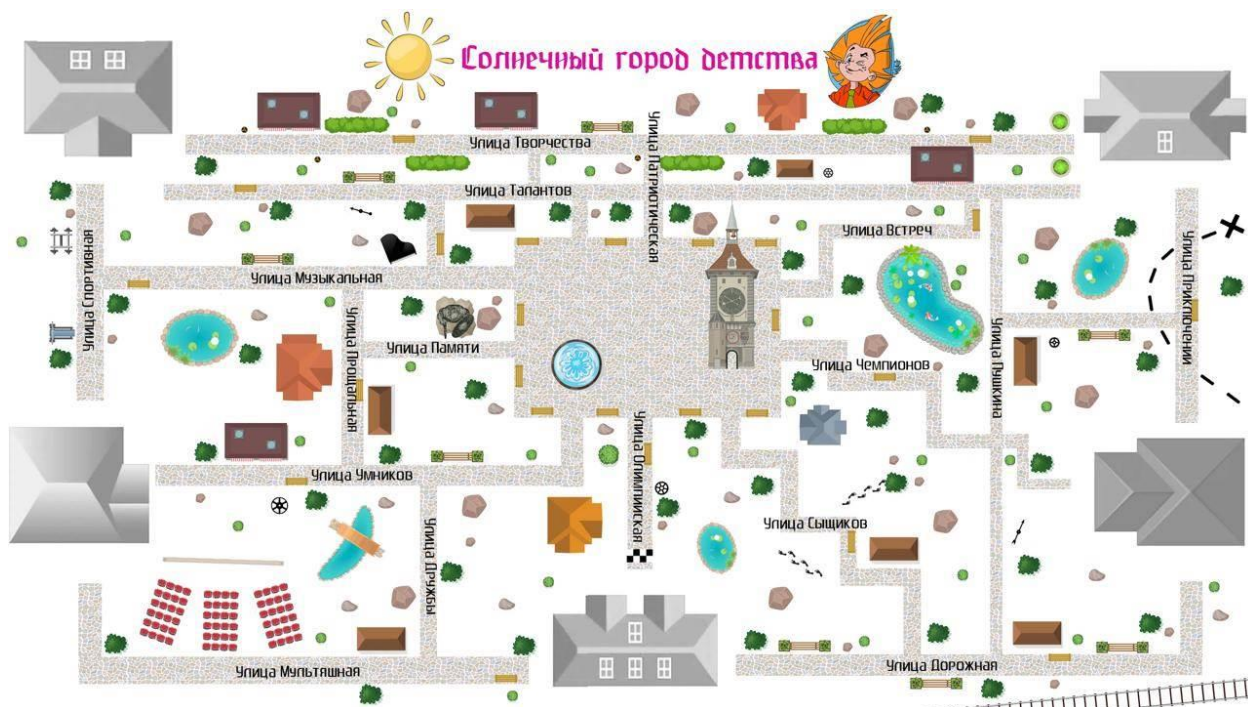 Солнечный город детства
Улица Творчества
Улица Патриотическая
Улица Талантов
Улица Встреч
Улица Спортивная
Улица Музыкальная
Улица Приключений
Улица Прощальная
Улица Памяти
Улица Чемпионов
Улица Пушкина
Улица Умников
Улица Олимпийская
Улица Сыщиков
Улица Дружбы
Улица Мультяшная
Улица Дорожная